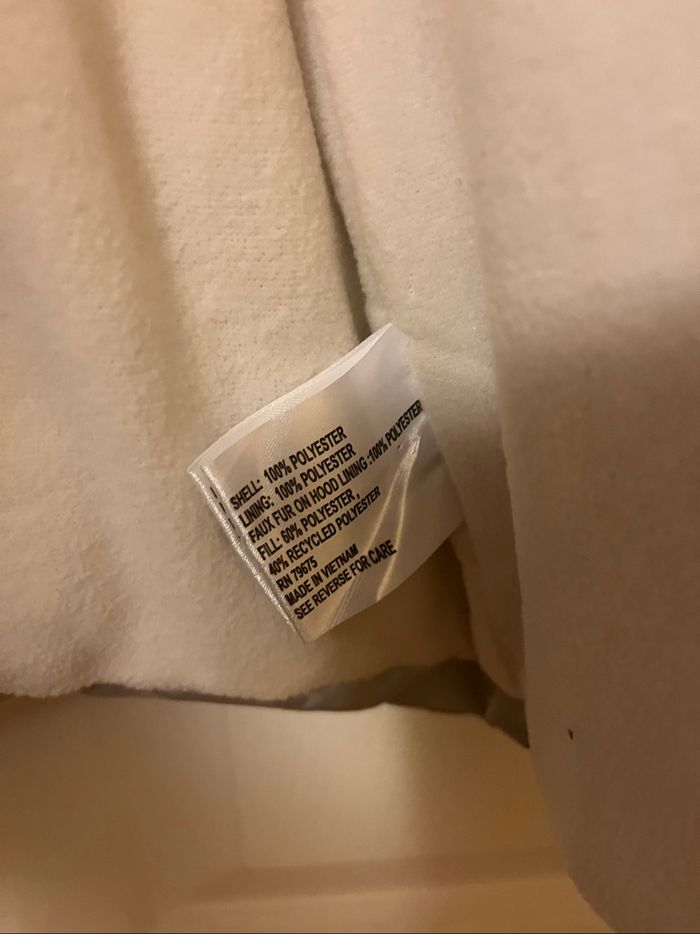 SHELL: 100% POLYESTER
LINING: 100% POLYESTER
FAUX FUR ON HOOD LINING :100% POLYESTER
FILL: 60% POLYESTER,
40% RECYCLED POLYESTER
RN 79675
MADE IN VIETNAM
SEE REVERSE FOR CARE